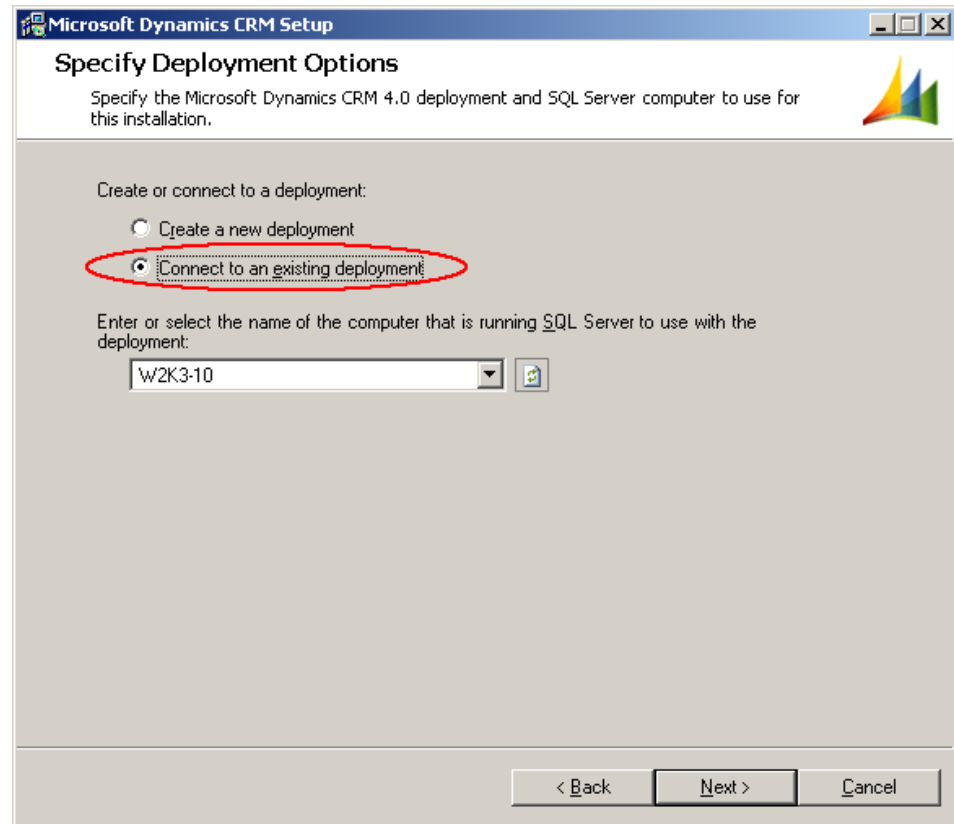 Microsoft Dynamics CRM Setup
Specify Deployment Options
Specify the Microsoft Dynamics CRM 4.0 deployment and SQL Server computer to use for
this installation.
Create or connect to a deployment:
Create a new deployment
Connect to an existing deployment
Enter or select the name of the computer that is running SQL Server to use with the
deployment:
W2K3-10
< Back Next > Cancel